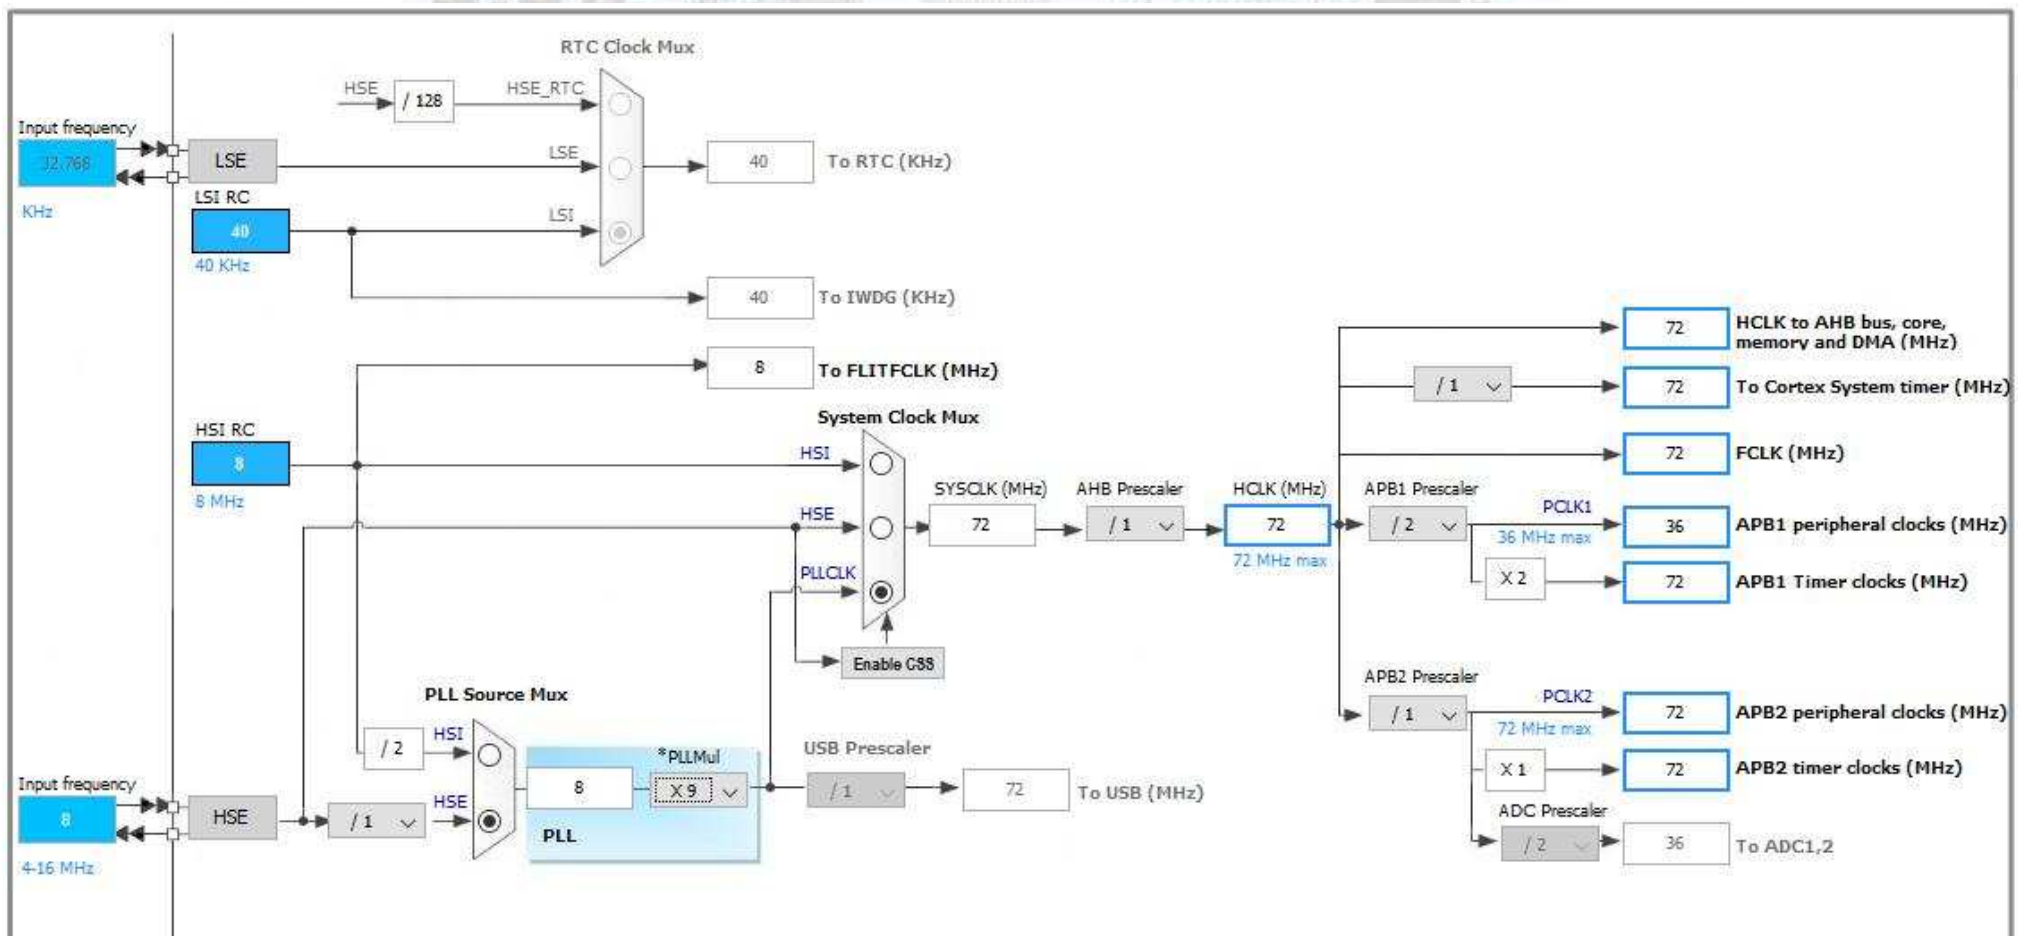 RTC Clock Mux
HSE
/ 128
HSE_RTC
Input frequency
32.768
KHz
LSE
LSE
40
To RTC (KHz)
LSI RC
40
40 KHz
LSI
40
To IWDG (KHz)
8
To FLITFCLK (MHz)
72
HCLK to AHB bus, core,
memory and DMA (MHz)
/ 1
72
To Cortex System timer (MHz)
System Clock Mux
HSI RC
8
8 MHz
HSI
72
FCLK (MHz)
HSE
SYSCLK (MHz)
72
AHB Prescaler
/ 1
HCLK (MHz)
72
72 MHz max
APB1 Prescaler
/ 2
PCLK1
36 MHz max
36
APB1 peripheral clocks (MHz)
PLLCLK
X 2
72
APB1 Timer clocks (MHz)
Enable CSS
PLL Source Mux
APB2 Prescaler
/ 1
PCLK2
72 MHz max
72
APB2 peripheral clocks (MHz)
/ 2
HSI
*PLLMul
USB Prescaler
X 1
72
APB2 timer clocks (MHz)
Input frequency
8
4-16 MHz
HSE
/ 1
HSE
8
X 9
PLL
/ 1
72
To USB (MHz)
ADC Prescaler
/ 2
36
To ADC1,2